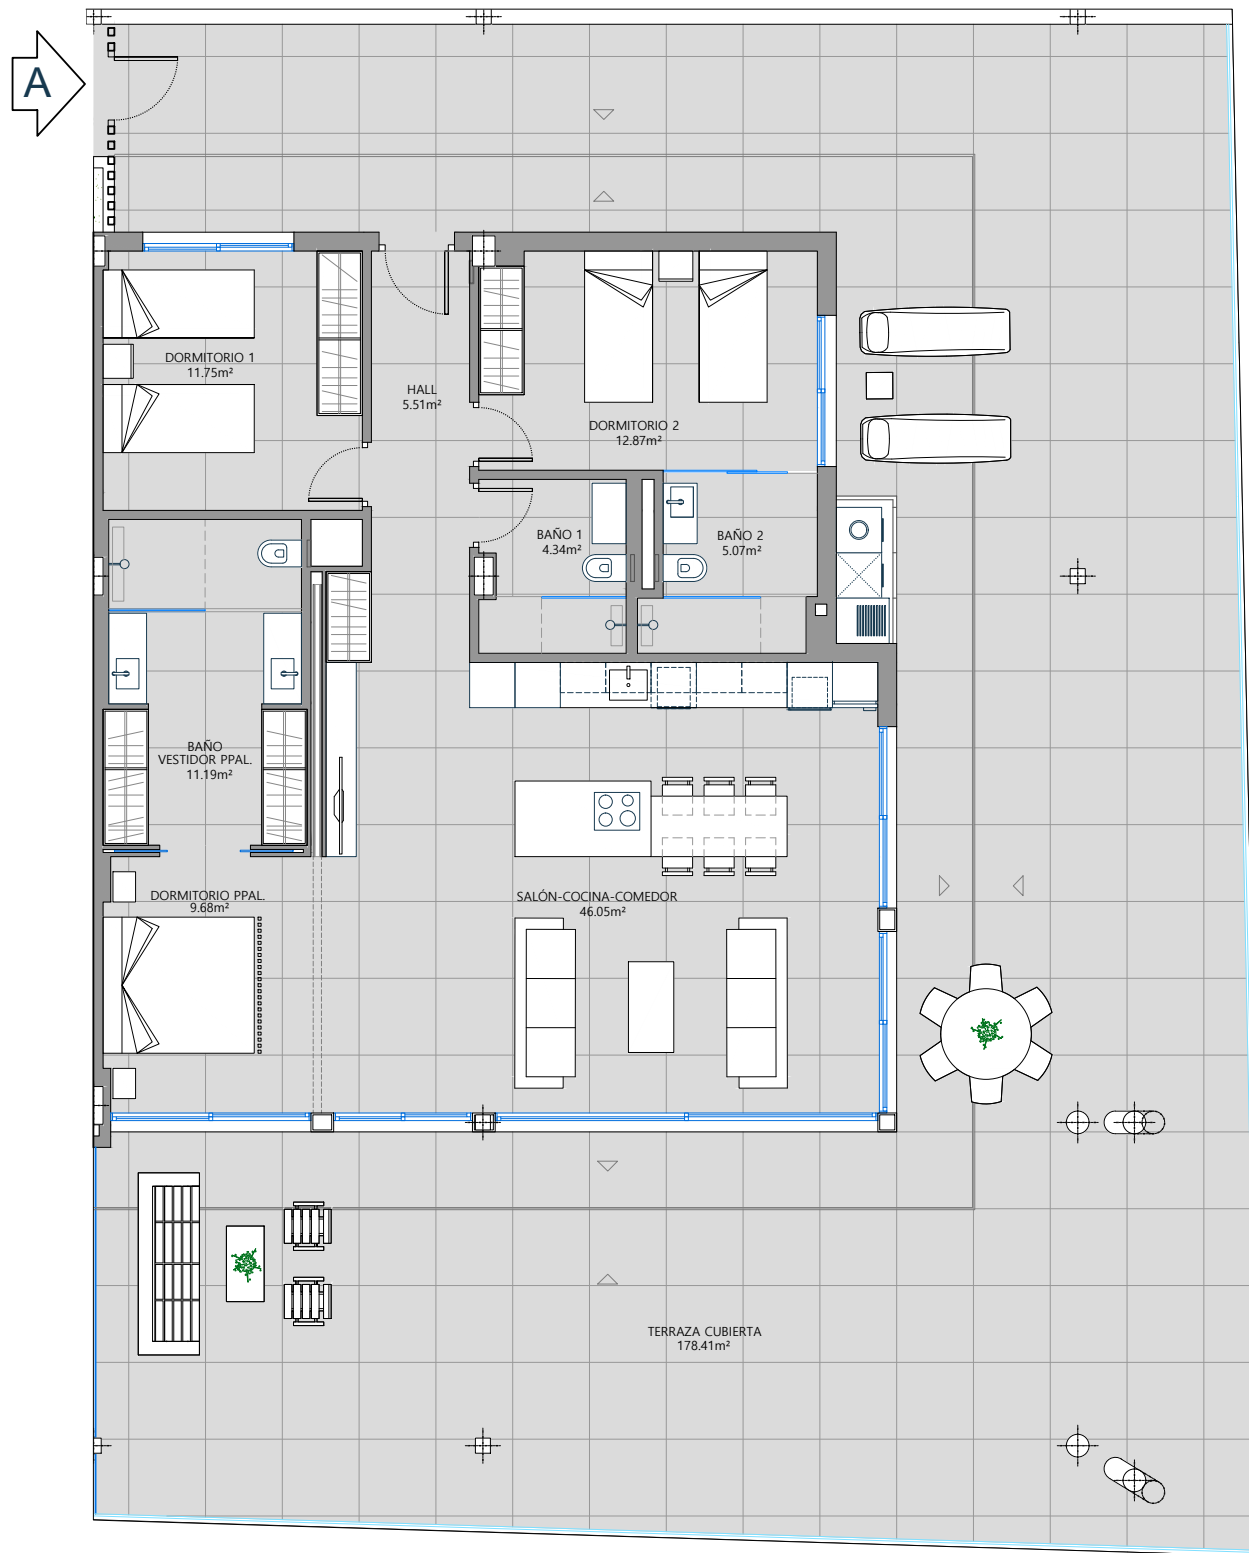 A
DORMITORIO 1
11.75m²
HALL
5.51m²
DORMITORIO 2
12.87m²
BAÑO 1
4.34m²
BAÑO 2
5.07m²
BAÑO
VESTIDOR PPAL.
11.19m²
DORMITORIO PPAL.
9.68m²
SALÓN-COCINA-COMEDOR
46.05m²
TERRAZA CUBIERTA
178.41m²